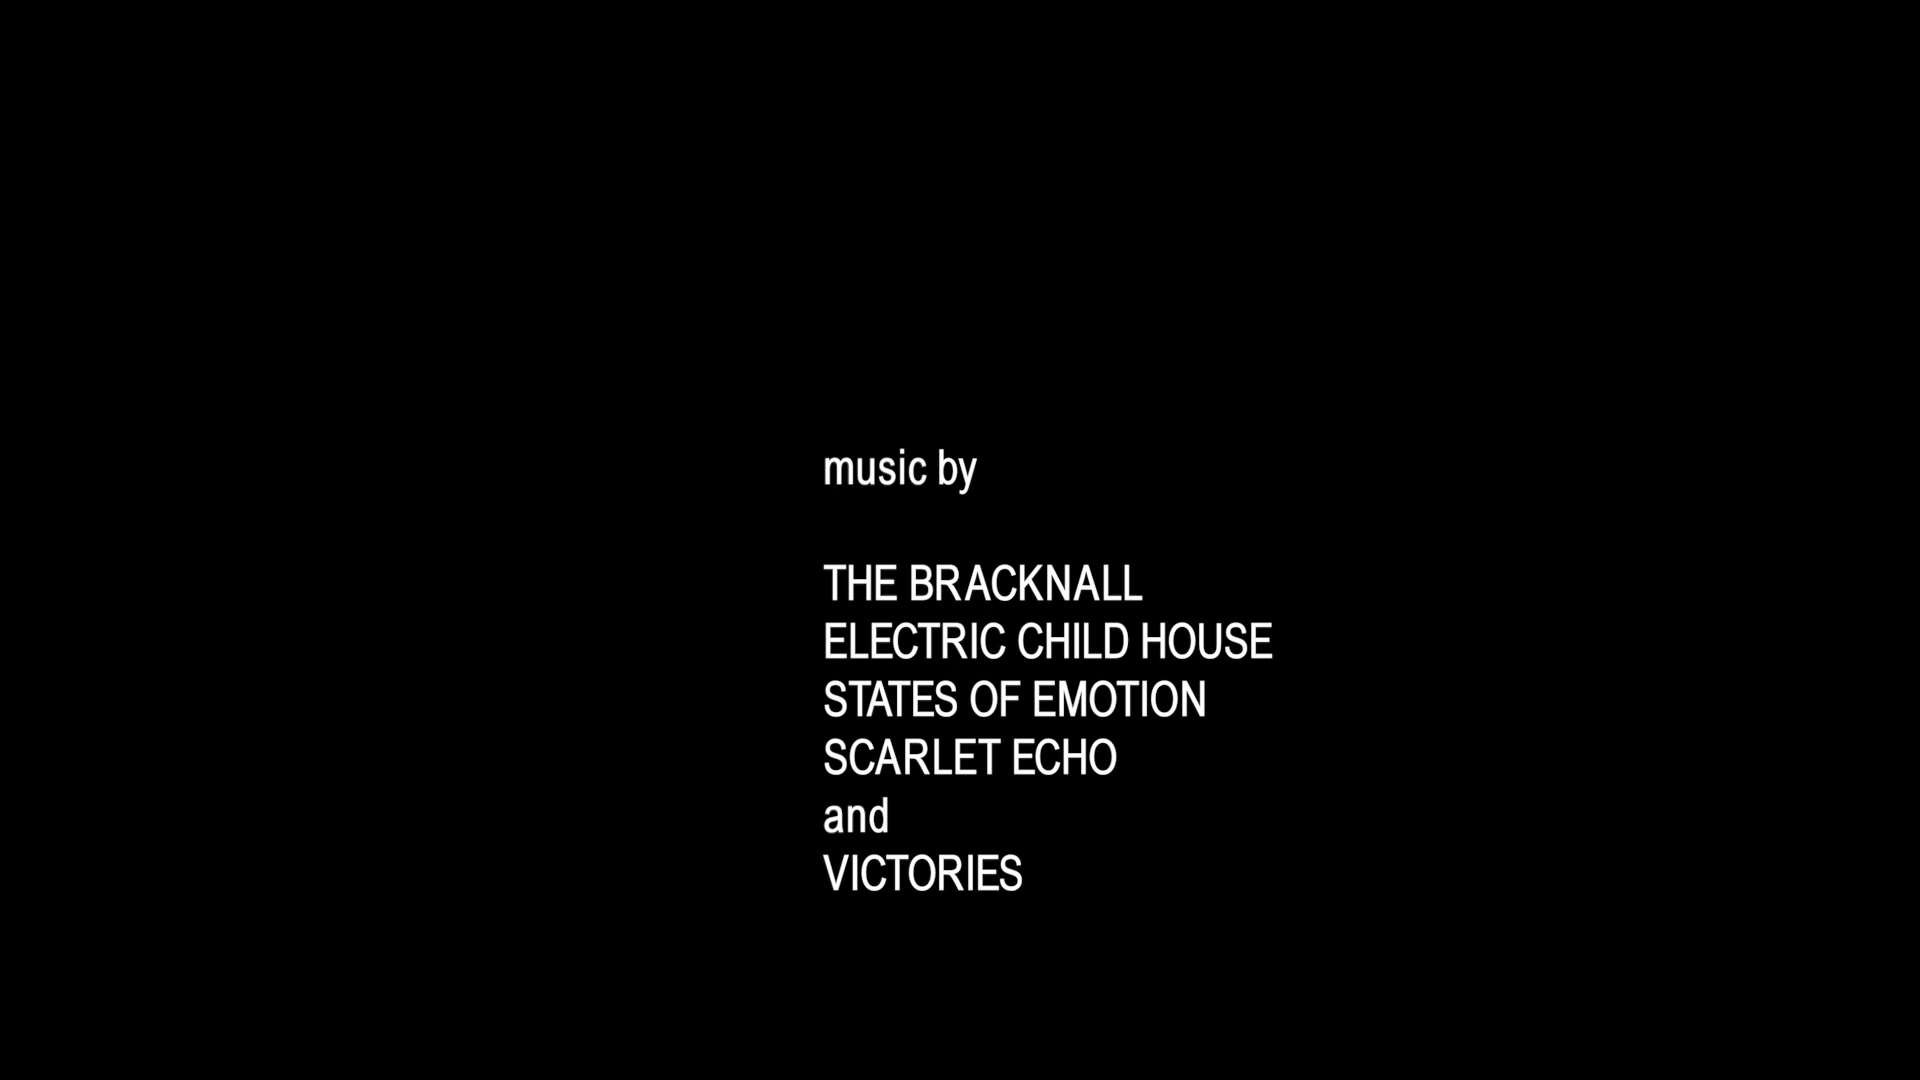 music by
THE BRACKNALL
ELECTRIC CHILD HOUSE
STATES OF EMOTION
SCARLET ECHO
and
VICTORIES